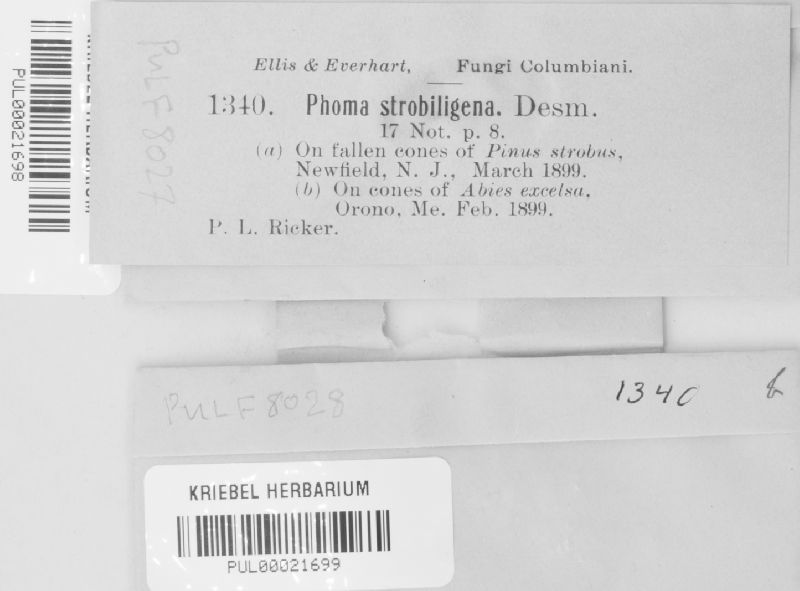 PUL00021698
PULF8027
Ellis & Everhart, Fungi Columbiani.
1340. Phoma strobiligena. Desm.
17 Not. p. 8.
(a) On fallen cones of Pinus strobus,
Newfield, N. J., March 1899.
(b) On cones of Abies excelsa,
Orono, Me. Feb. 1899.
P. L. Ricker.
PULF8028
1340 b
KRIEBEL HERBARIUM
PUL00021699